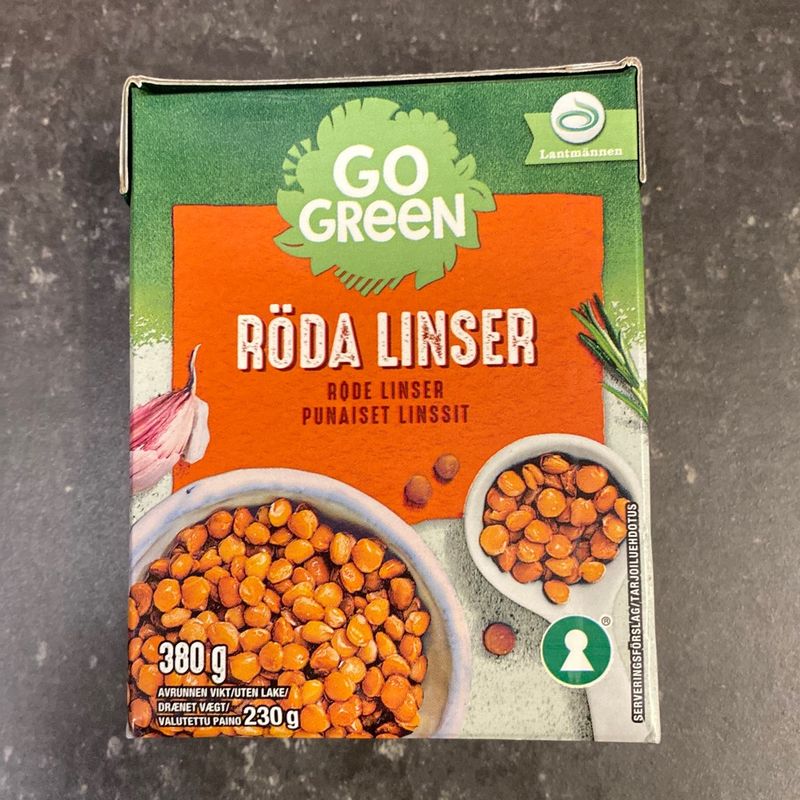 GO
GREEN
Lantmännen
RÖDA LINSER
RØDE LINSER
PUNAISET LINSSIT
380 g
AVRUNNEN VIKT/UTEN LAKE/
DRÆNET VÆGT/
VALUTETTU PAINO 230 g
®
SERVERINGSFÖRSLAG/TARJOILUEHDOTUS